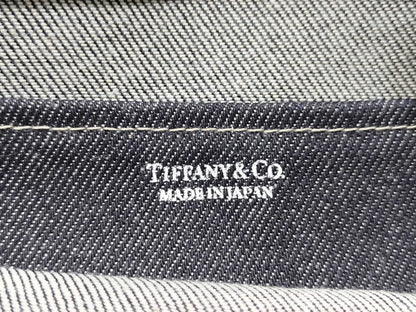 TIFFANY & CO.
MADE IN JAPAN